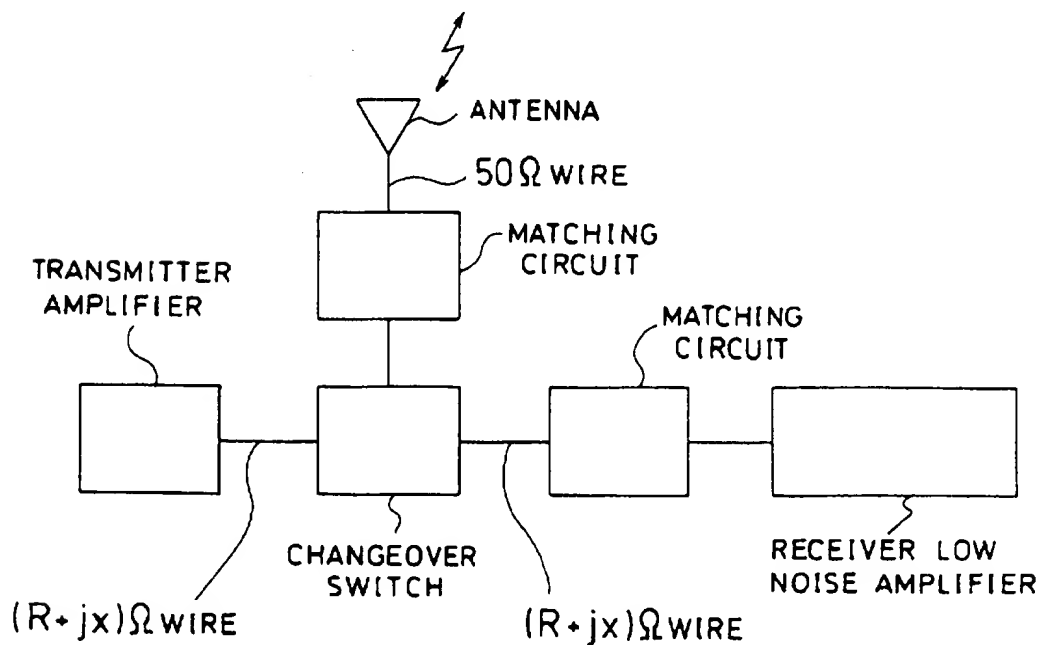 ANTENNA
50Ω WIRE
MATCHING
CIRCUIT
TRANSMITTER
AMPLIFIER
MATCHING
CIRCUIT
CHANGEOVER
SWITCH
RECEIVER LOW
NOISE AMPLIFIER
(R+jx)Ω WIRE
(R+jx)Ω WIRE